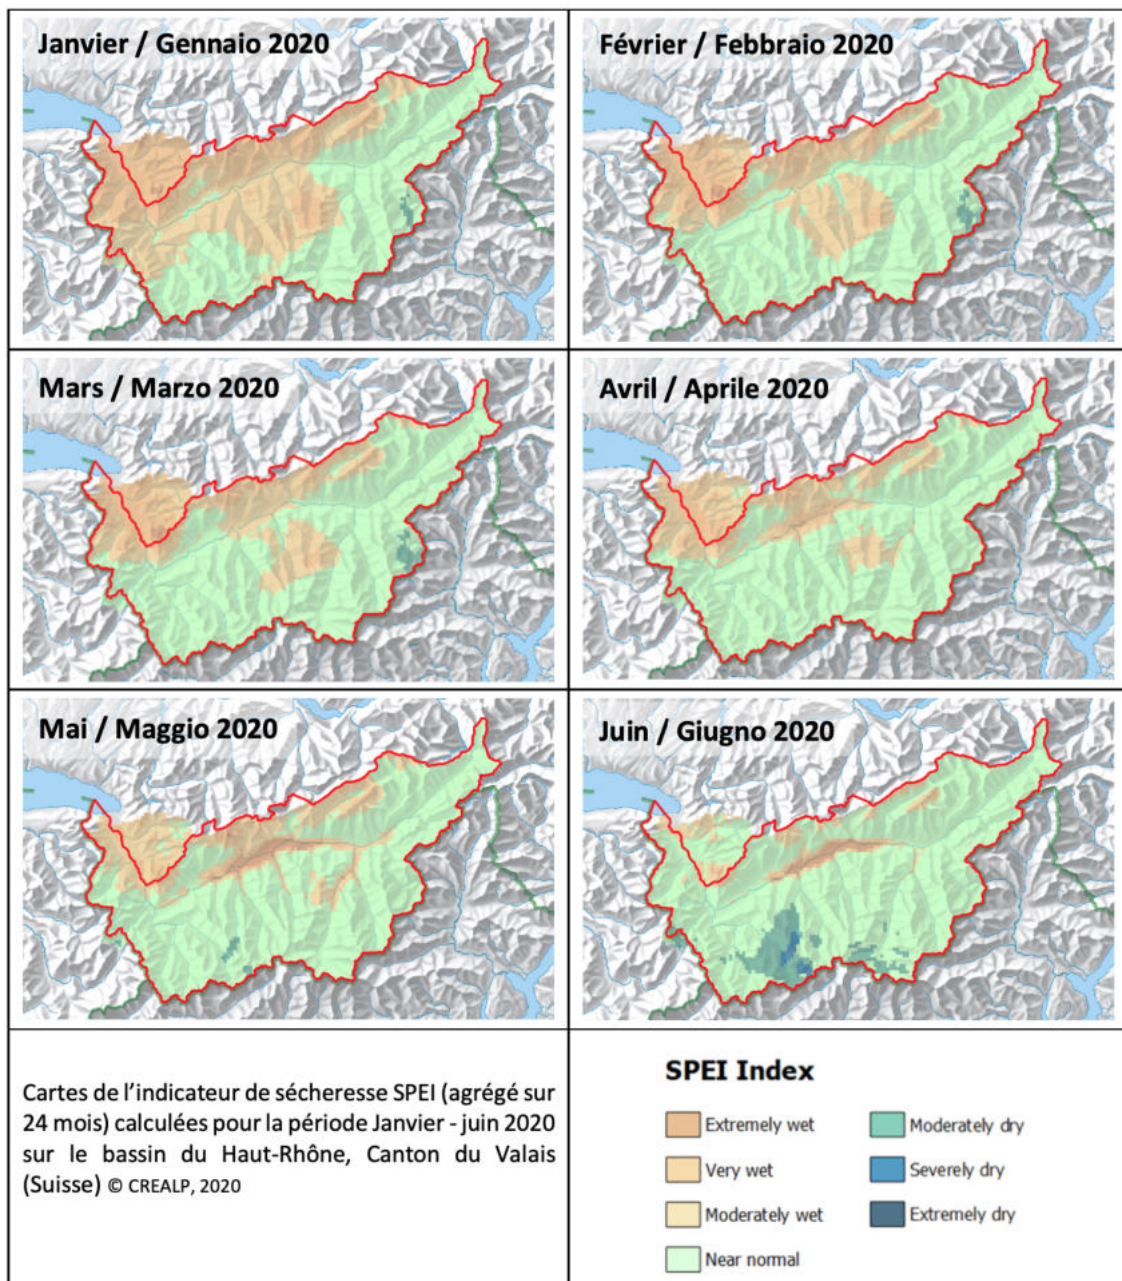 Janvier / Gennaio 2020
Février / Febbraio 2020
Mars / Marzo 2020
Avril / Aprile 2020
Mai / Maggio 2020
Juin / Giugno 2020
Cartes de l'indicateur de sécheresse SPEI (agrégé sur
24 mois) calculées pour la période Janvier - juin 2020
sur le bassin du Haut-Rhône, Canton du Valais
(Suisse) © CREALP, 2020
SPEI Index
Extremely wet
Very wet
Moderately wet
Near normal
Moderately dry
Severely dry
Extremely dry